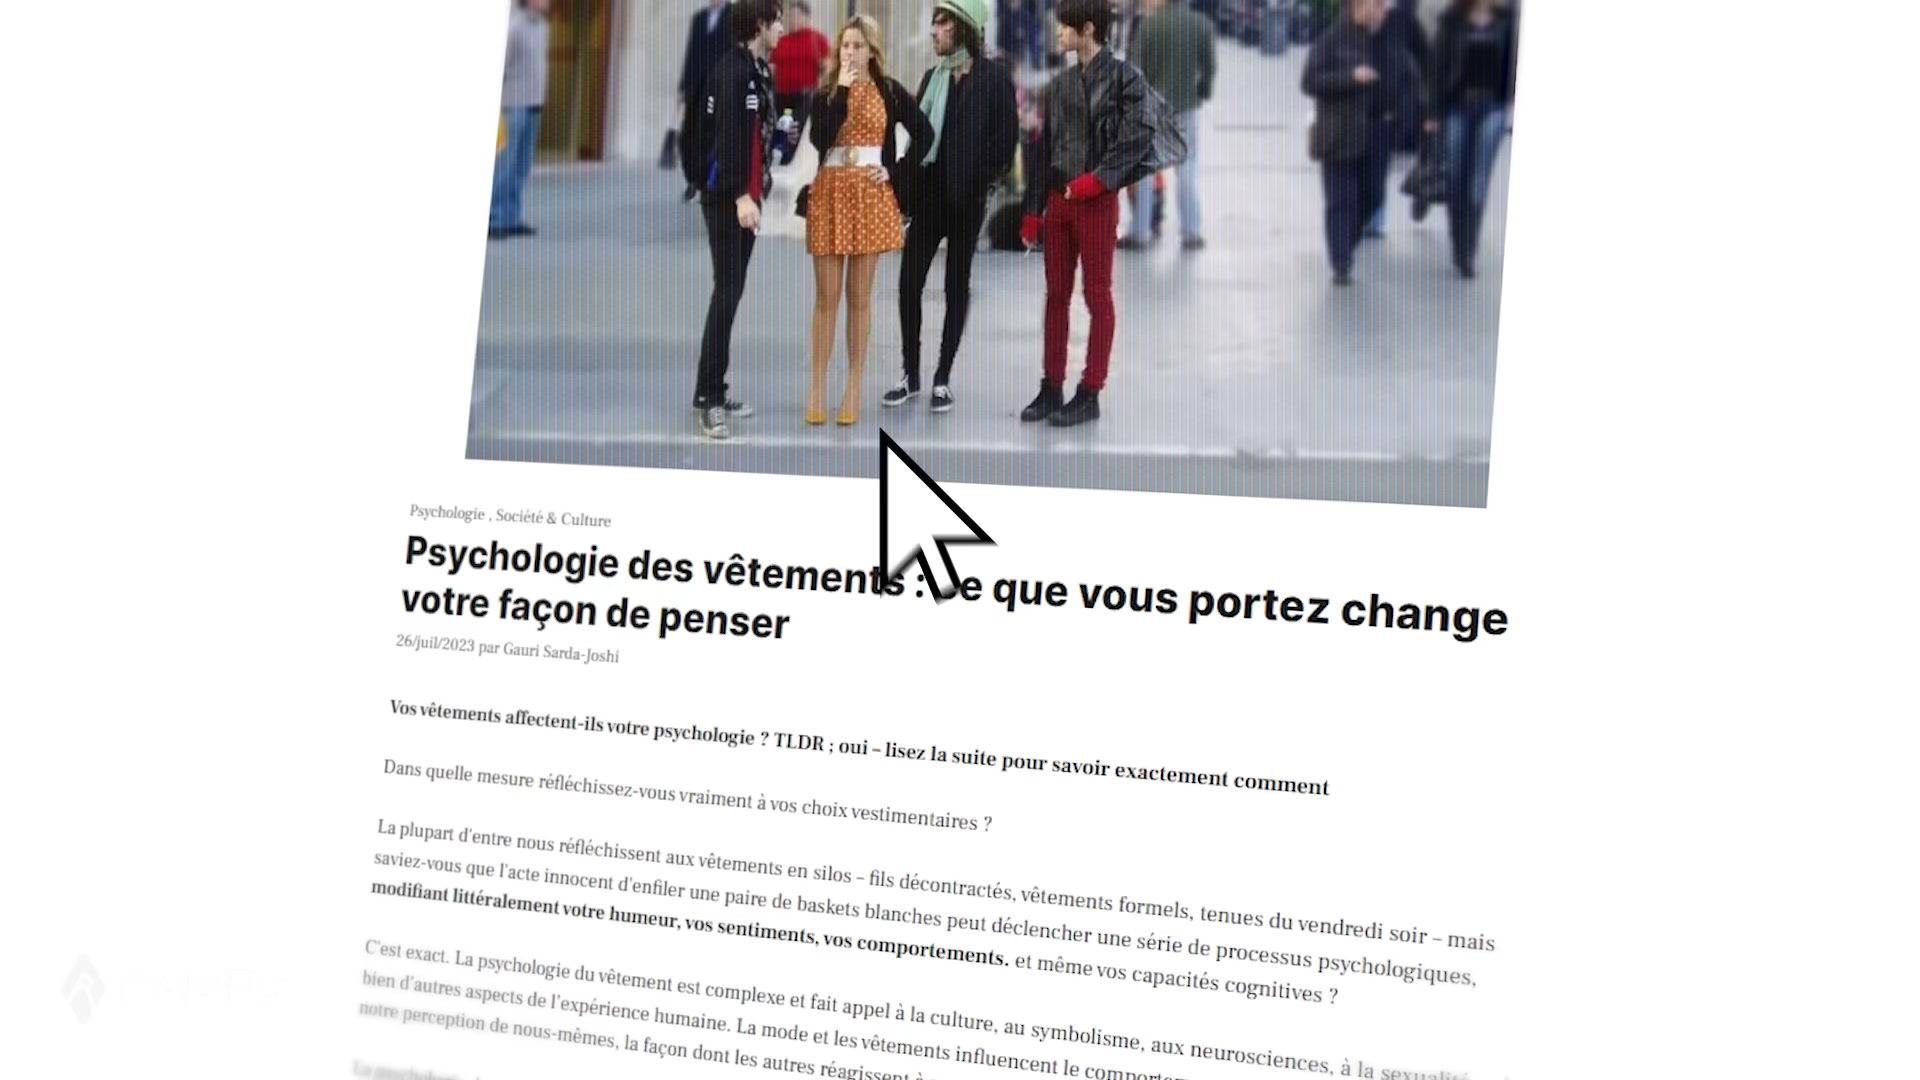 Psychologie , Société & Culture
Psychologie des vêtements : ce que vous portez change
votre façon de penser
26/juil/2023 par Gauri Sarda-Joshi
Vos vêtements affectent-ils votre psychologie ? TLDR ; oui – lisez la suite pour savoir exactement comment
Dans quelle mesure réfléchissez-vous vraiment à vos choix vestimentaires ?
La plupart d'entre nous réfléchissent aux vêtements en silos – fils décontractés, vêtements formels, tenues du vendredi soir – mais
saviez-vous que l'acte innocent d'enfiler une paire de baskets blanches peut déclencher une série de processus psychologiques,
modifiant littéralement votre humeur, vos sentiments, vos comportements. et même vos capacités cognitives ?
C'est exact. La psychologie du vêtement est complexe et fait appel à la culture, au symbolisme, aux neurosciences, à la sexualité
bien d'autres aspects de l'expérience humaine. La mode et les vêtements influencent le
notre perception de nous-mêmes, la façon dont les autres réagissent
La